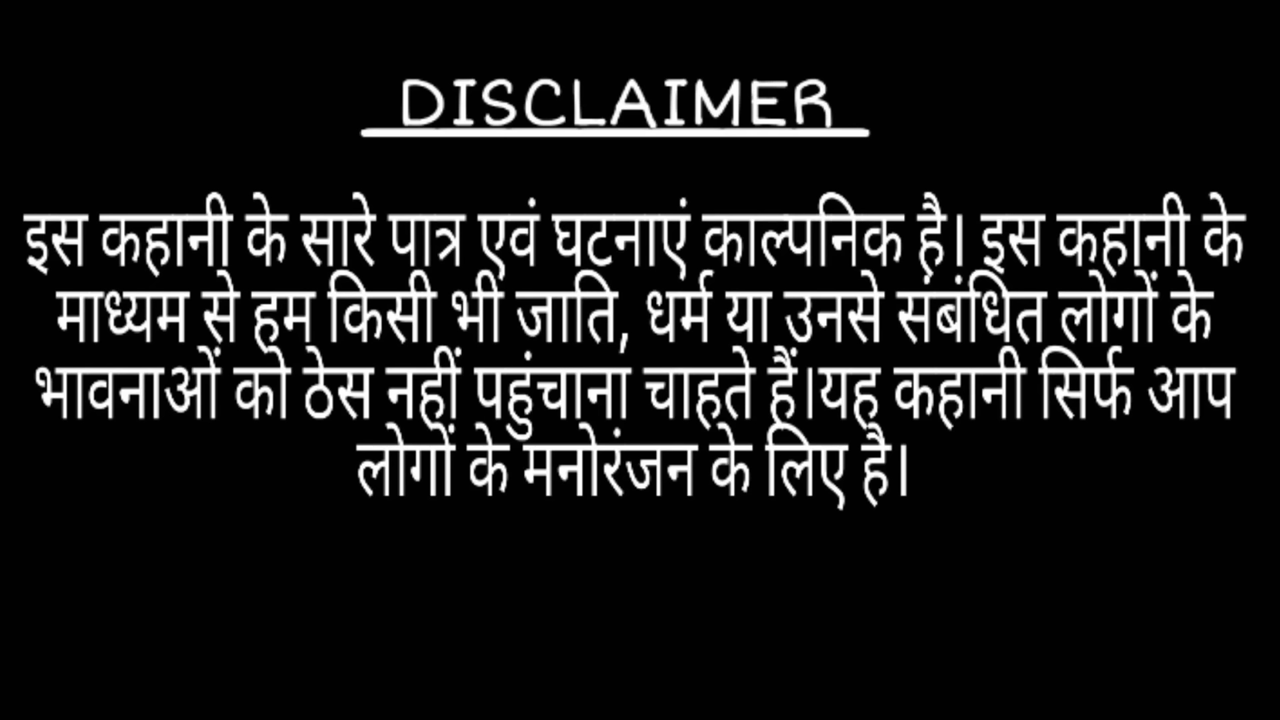 DISCLAIMER
इस कहानी के सारे पात्र एवं घटनाएं काल्पनिक है। इस कहानी के
माध्यम से हम किसी भी जाति, धर्म या उनसे संबंधित लोगों के
भावनाओं को ठेस नहीं पहुंचाना चाहते हैं।यह कहानी सिर्फ आप
लोगों के मनोरंजन के लिए है।